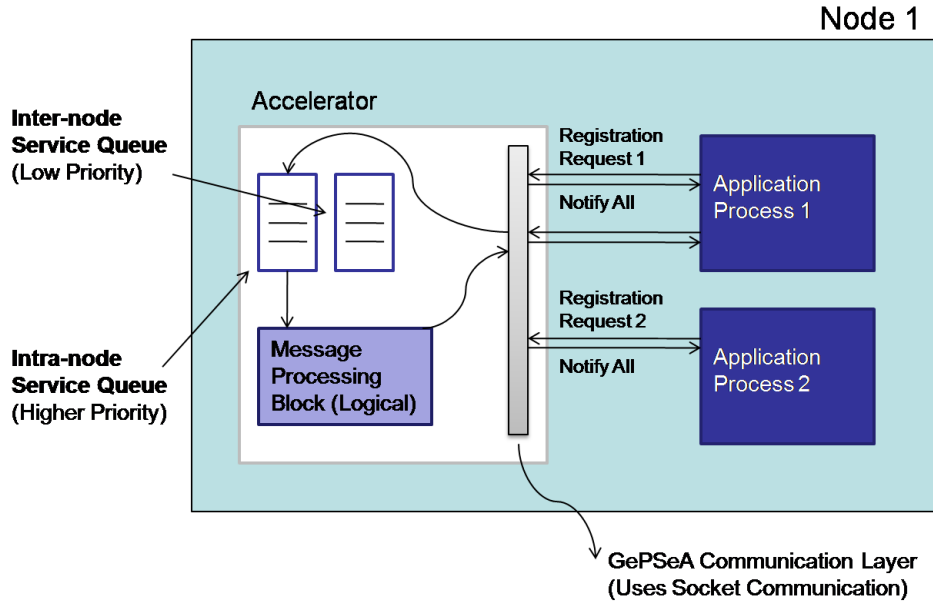 Node 1
Accelerator
Inter-node
Service Queue
(Low Priority)
Registration
Request 1
Notify All
Application
Process 1
Registration
Request 2
Notify All
Application
Process 2
Intra-node
Service Queue
(Higher Priority)
Message
Processing
Block (Logical)
GePSeA Communication Layer
(Uses Socket Communication)